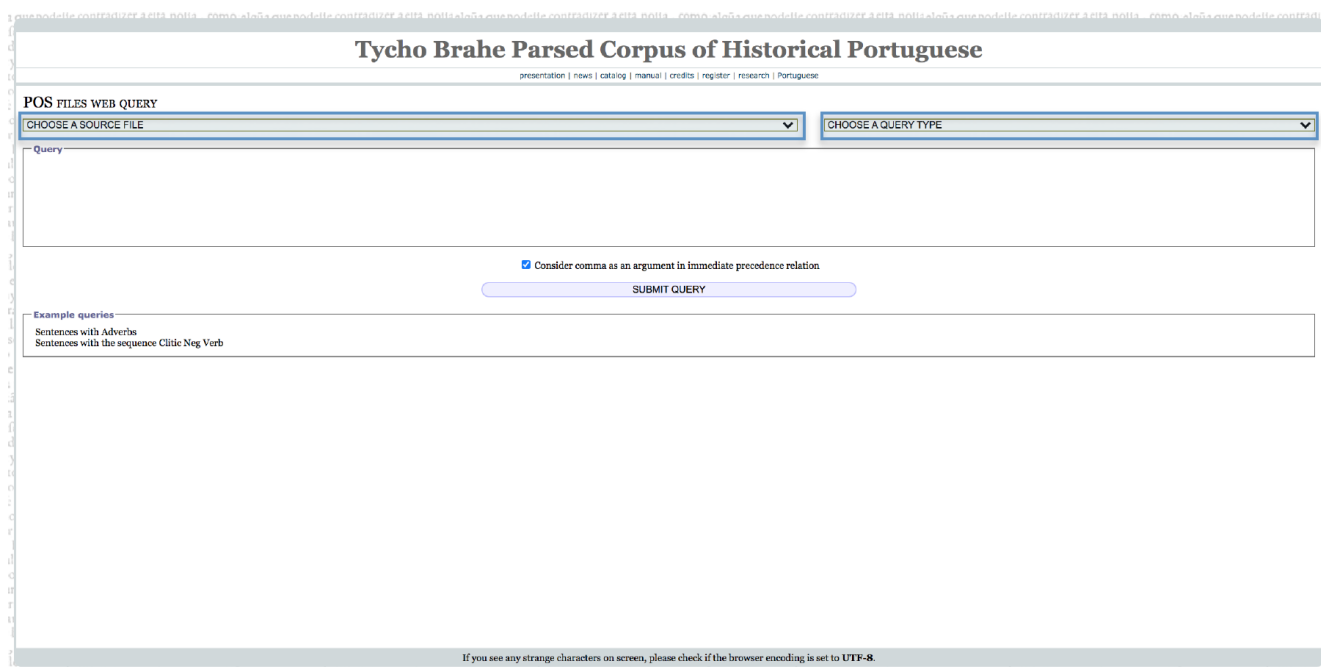 Tycho Brahe Parsed Corpus of Historical Portuguese
presentation | news | catalog | manual | credits | register | research | Portuguese
POS FILES WEB QUERY
CHOOSE A SOURCE FILE
CHOOSE A QUERY TYPE
Query
Consider comma as an argument in immediate precedence relation
SUBMIT QUERY
Example queries
Sentences with Adverbs
Sentences with the sequence Clitic Neg Verb
If you see any strange characters on screen, please check if the browser encoding is set to UTF-8.